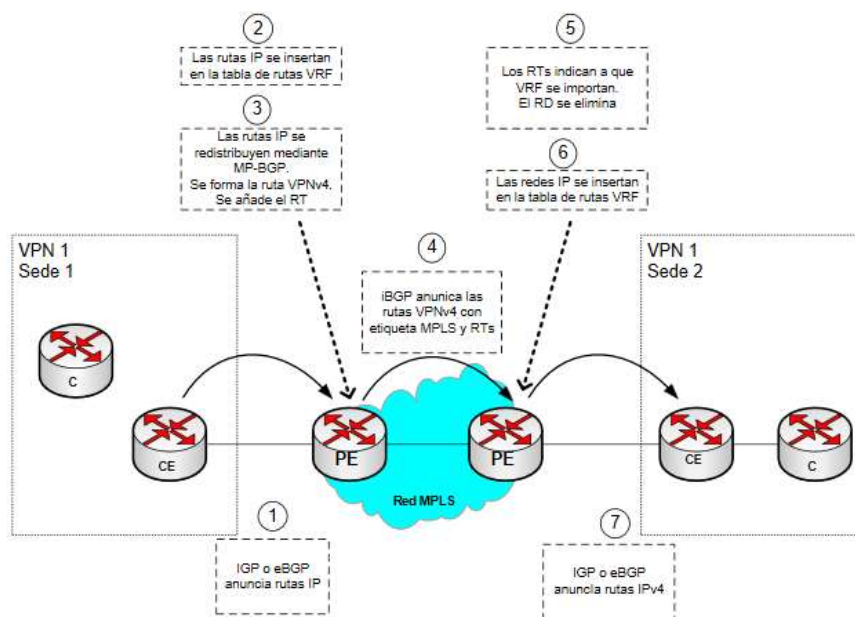 2
Las rutas IP se insertan
en la tabla de rutas VRF
3
Las rutas IP se
redistribuyen mediante
MP-BGP.
Se forma la ruta VPNv4.
Se añade el RT
5
Los RTs indican a que
VRF se importan.
El RD se elimina
6
Las redes IP se insertan
en la tabla de rutas VRF
VPN 1
Sede 1
4
iBGP anunica las
rutas VPNv4 con
etiqueta MPLS y RTs
VPN 1
Sede 2
C
CE
PE
PE
CE
C
Red MPLS
1
IGP o eBGP
anuncia rutas IP
7
IGP o eBGP
anuncia rutas IPv4